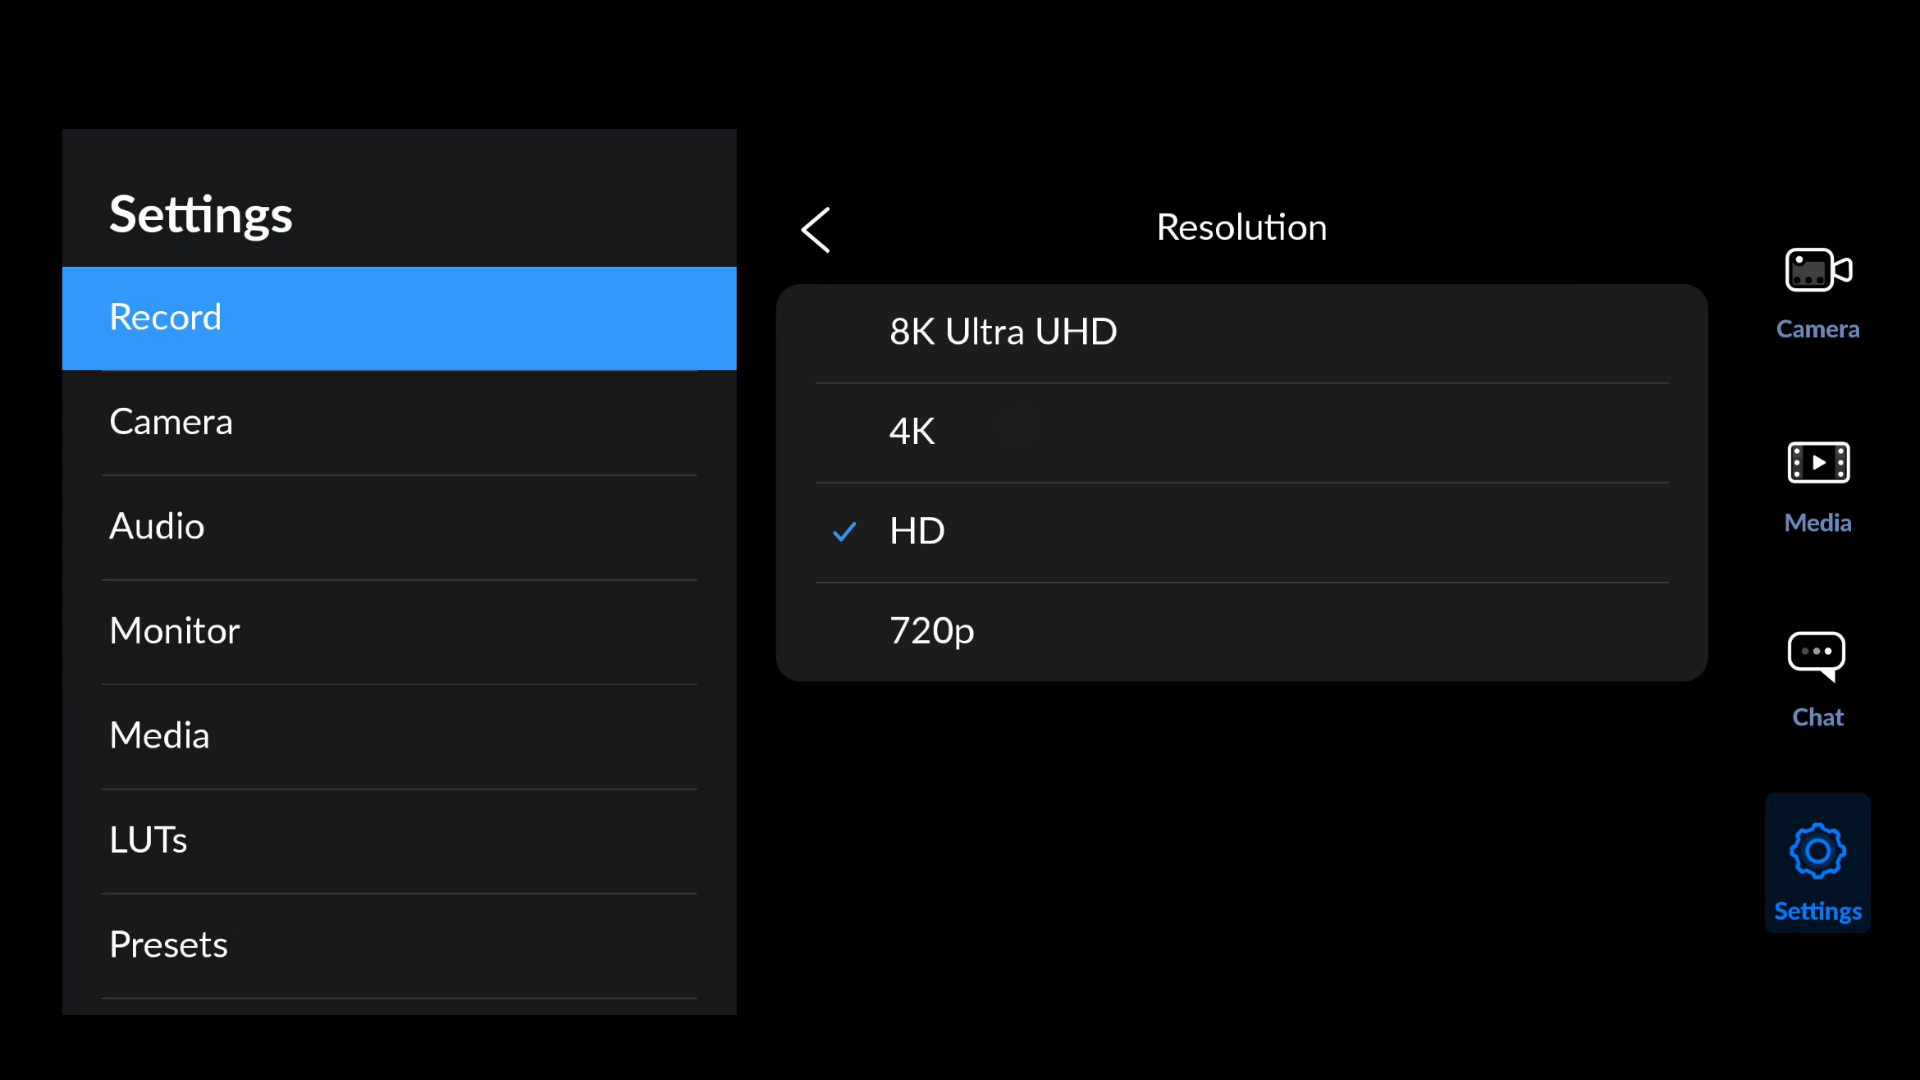 Settings
Record
Camera
Audio
Monitor
Media
LUTs
Presets
Resolution
8K Ultra UHD
4K
HD
720p
Camera
Media
Chat
Settings